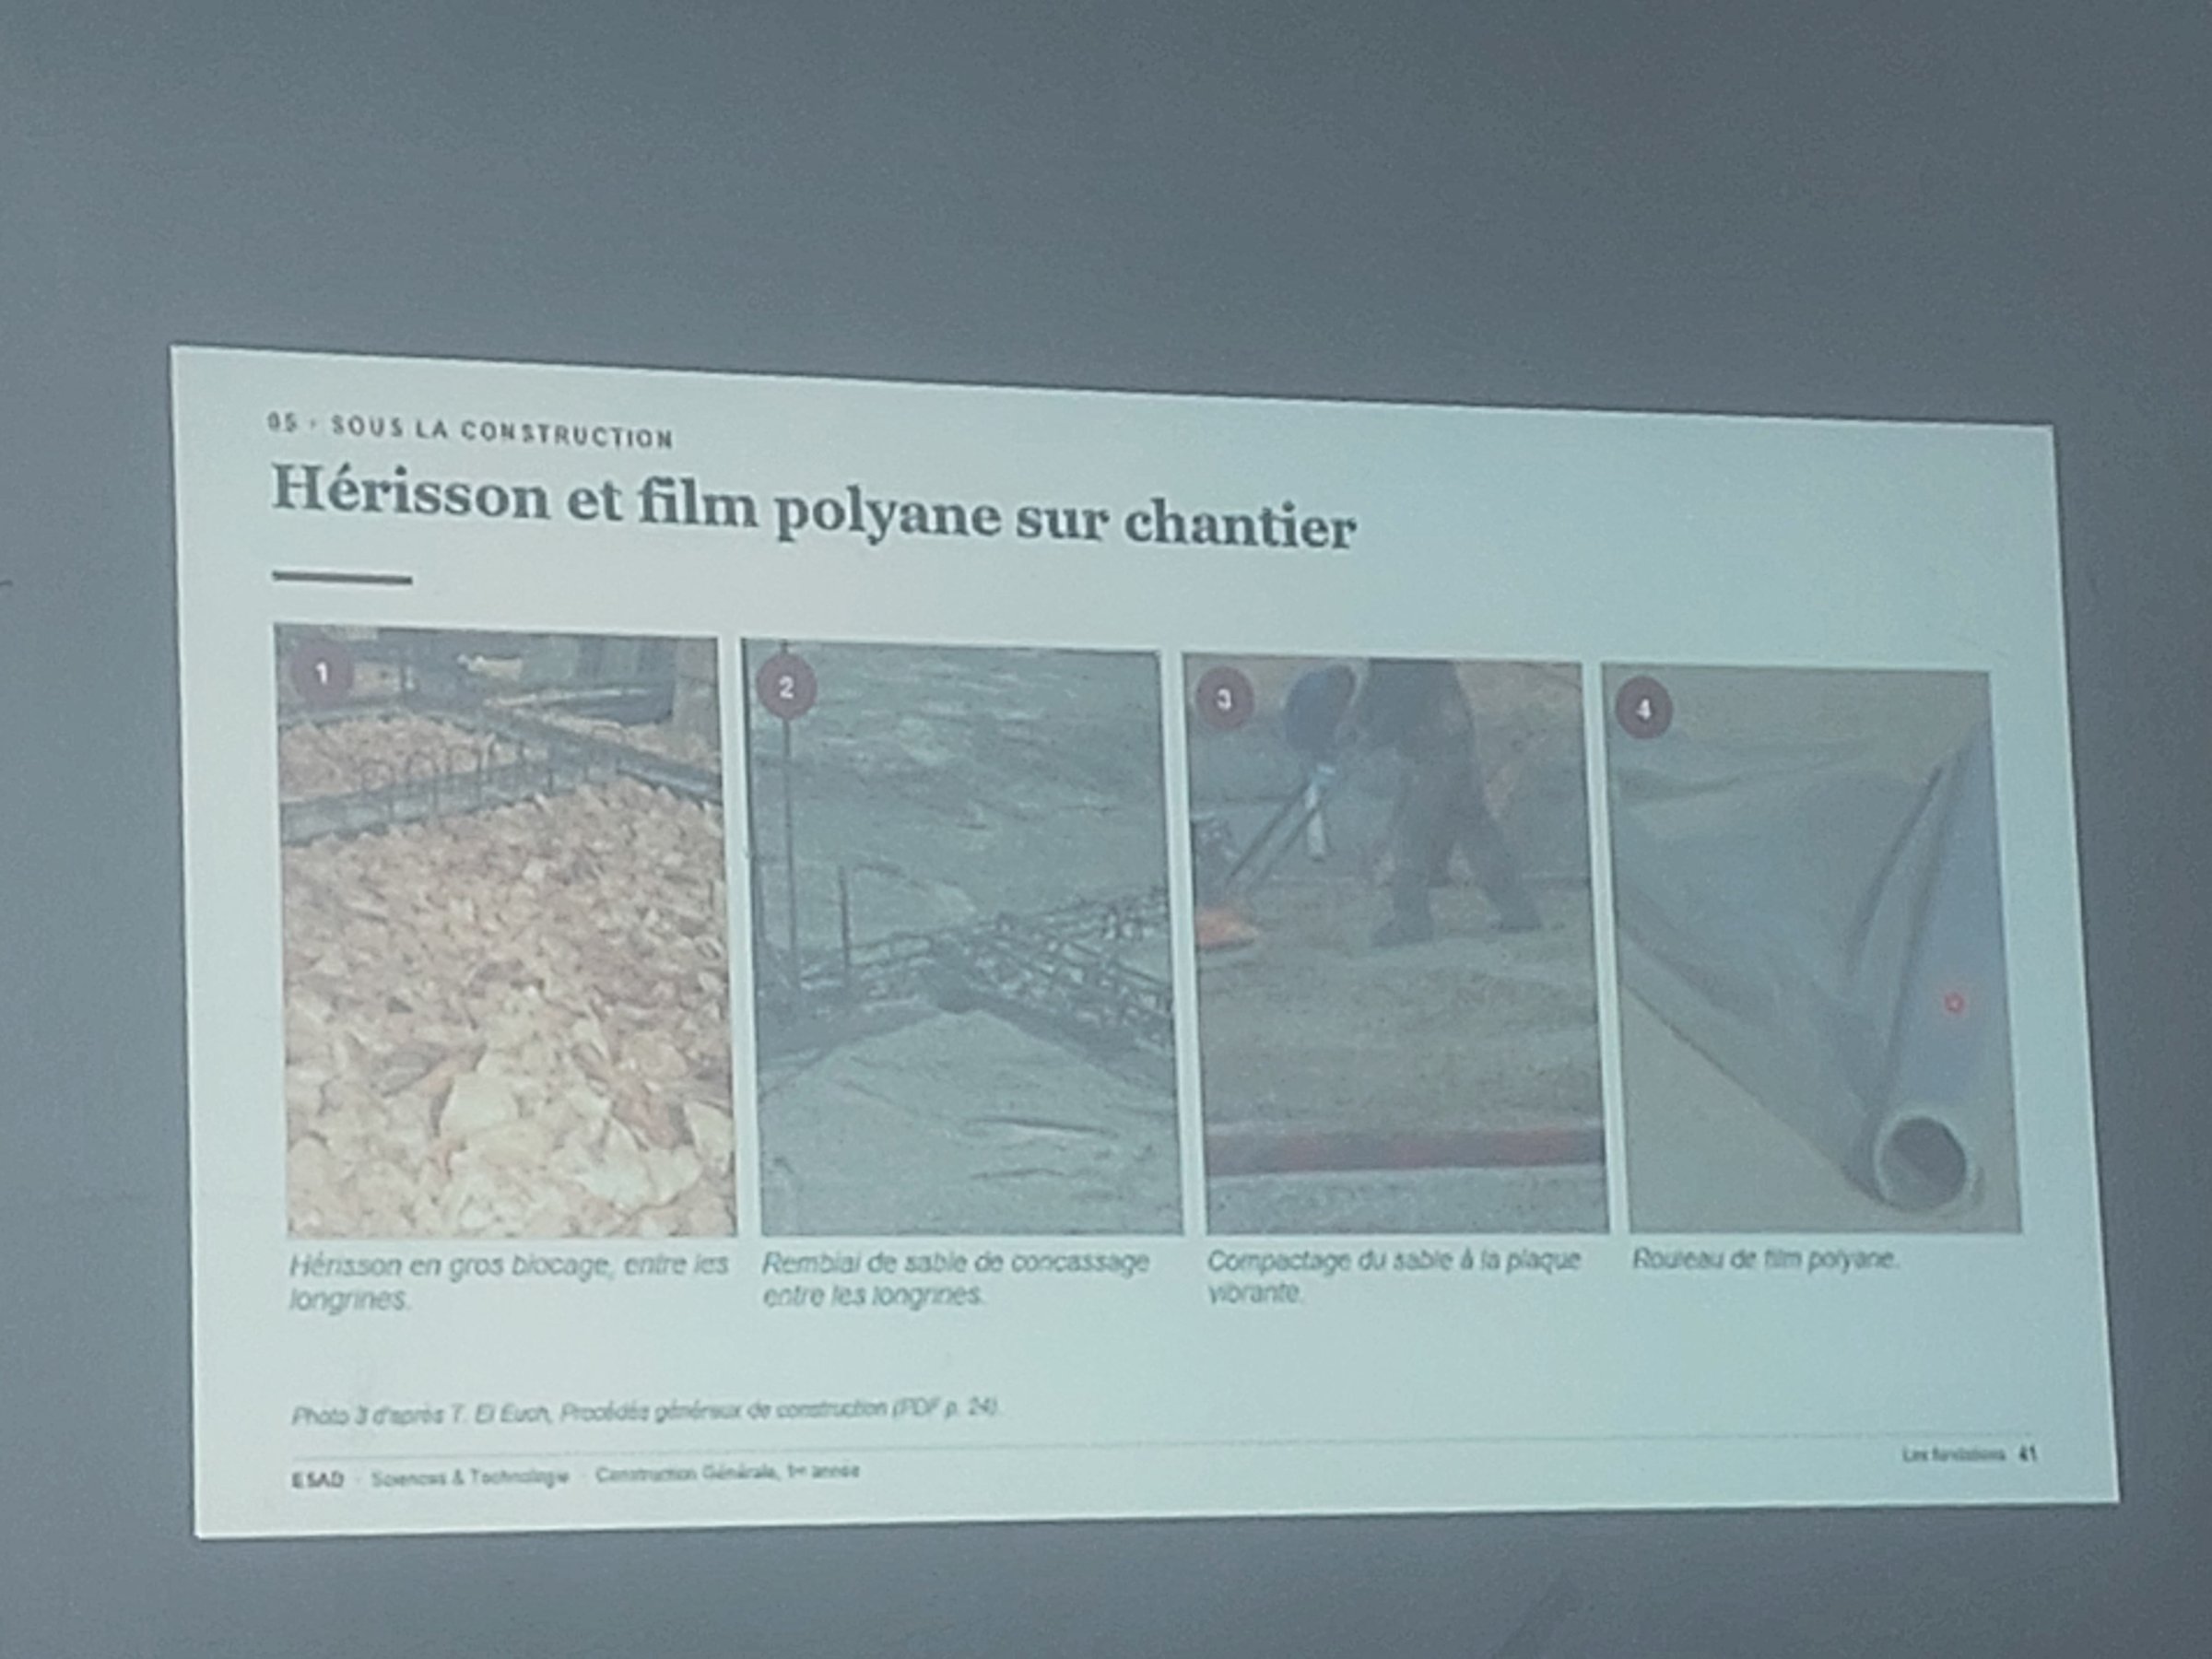 05 · SOUS LA CONSTRUCTION
Hérisson et film polyane sur chantier
1
2
3
4
Hérisson en gros blocage, entre les
longrines.
Remblai de sable de concassage
entre les longrines.
Compactage du sable à la plaque
vibrante.
Rouleau de film polyane.
Photo 3 d'après T. El Euch, Procédés généraux de construction (PDF p. 24).
ESAD · Sciences & Technologie · Construction Générale, 1re année
Les fondations 41